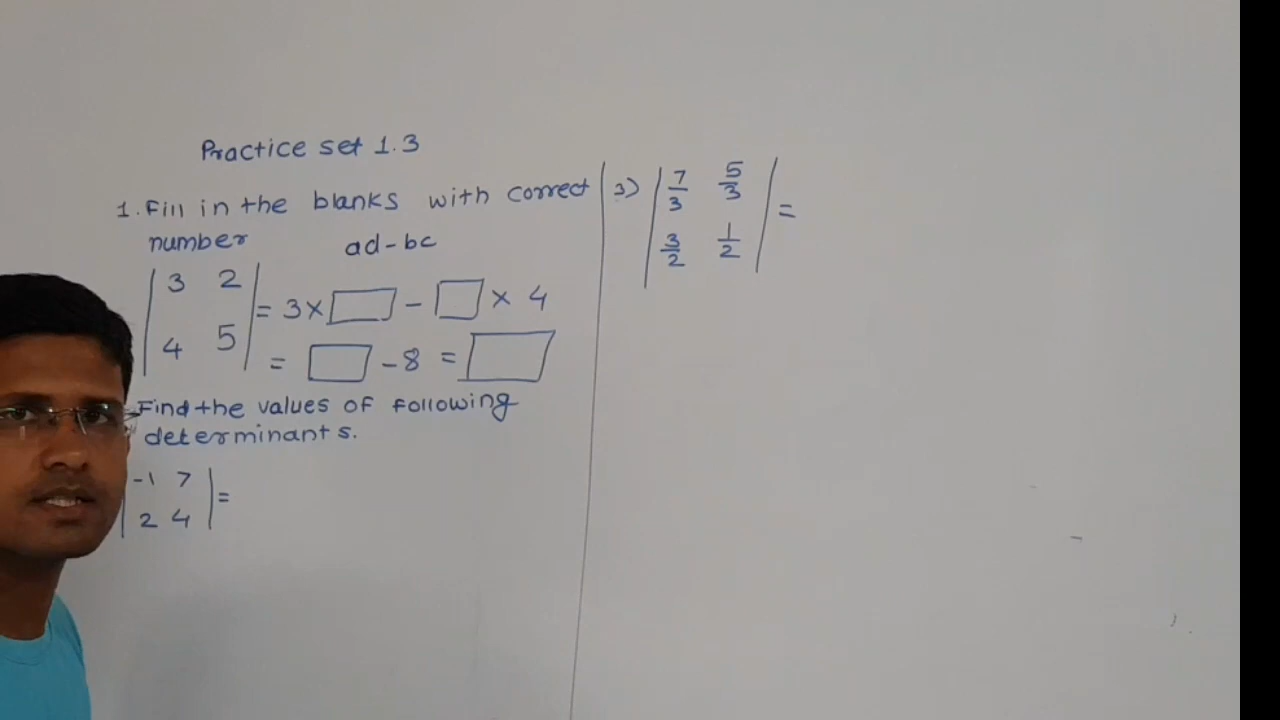 Practice set 1.3
1. Fill in the blanks with correct
number ad-bc
| 3 2 |
| 4 5 | = 3 × □ - □ × 4
= □ - 8 = □
Find the values of following
determinants.
| -1 7 |
| 2 4 | =
3) | 7/3 5/3 |
| 3/2 1/2 | =